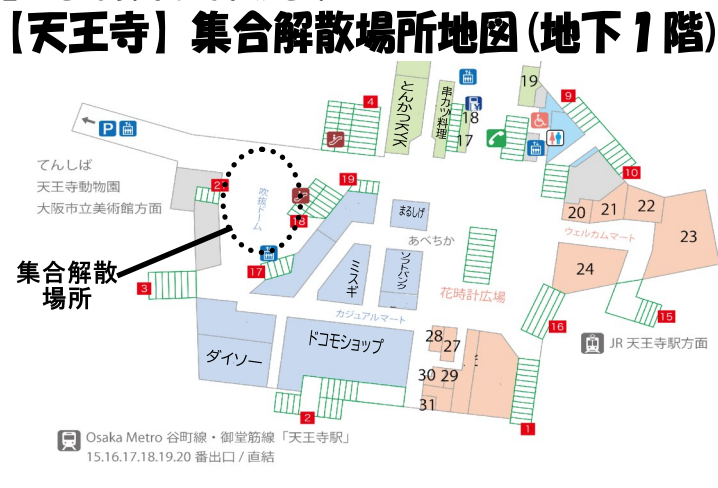 【天王寺】集合解散場所地図(地下１階)
4
とんかつKYK
串カツ料理
18
17
19
9
P
てんしば
天王寺動物園
大阪市立美術館方面
2
吹抜ドーム
18
19
まるしげ
あべちか
10
20
21
22
23
ウェルカムマート
24
集合解散
場所
17
3
ミスギ
ソフトバンク
花時計広場
カジュアルマート
16
15
JR 天王寺駅方面
ダイソー
ドコモショップ
28
27
30
29
31
2
1
Osaka Metro 谷町線・御堂筋線「天王寺駅」
15.16.17.18.19.20 番出口 / 直結